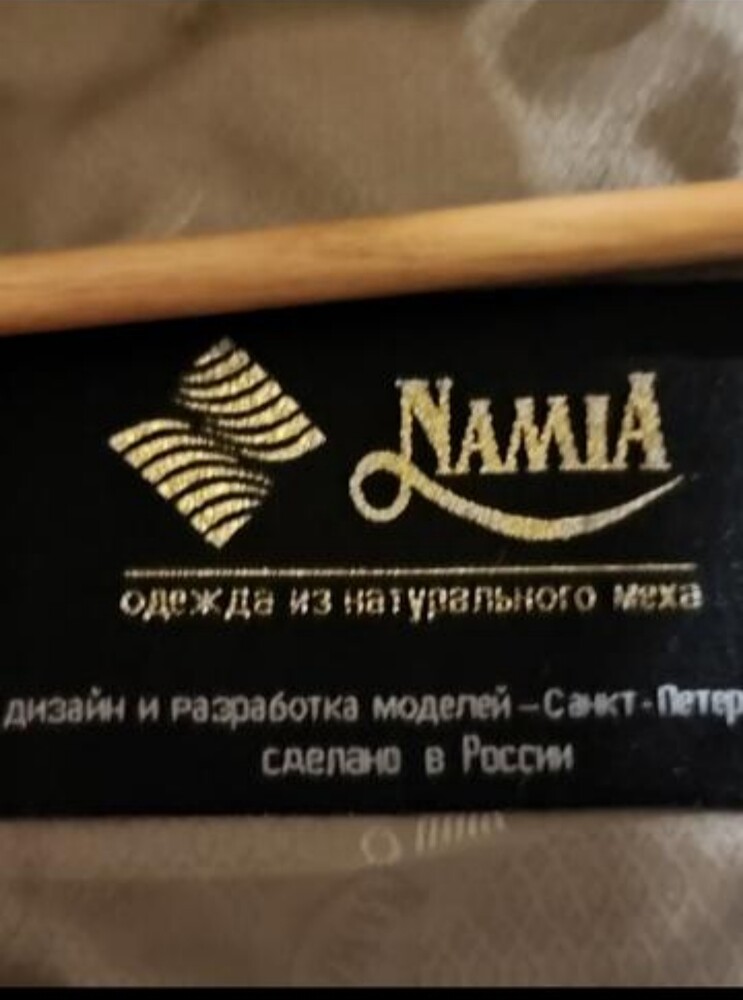 NAMIA
одежда из натурального меха
дизайн и разработка моделей – Санкт-Петер
сделано в России